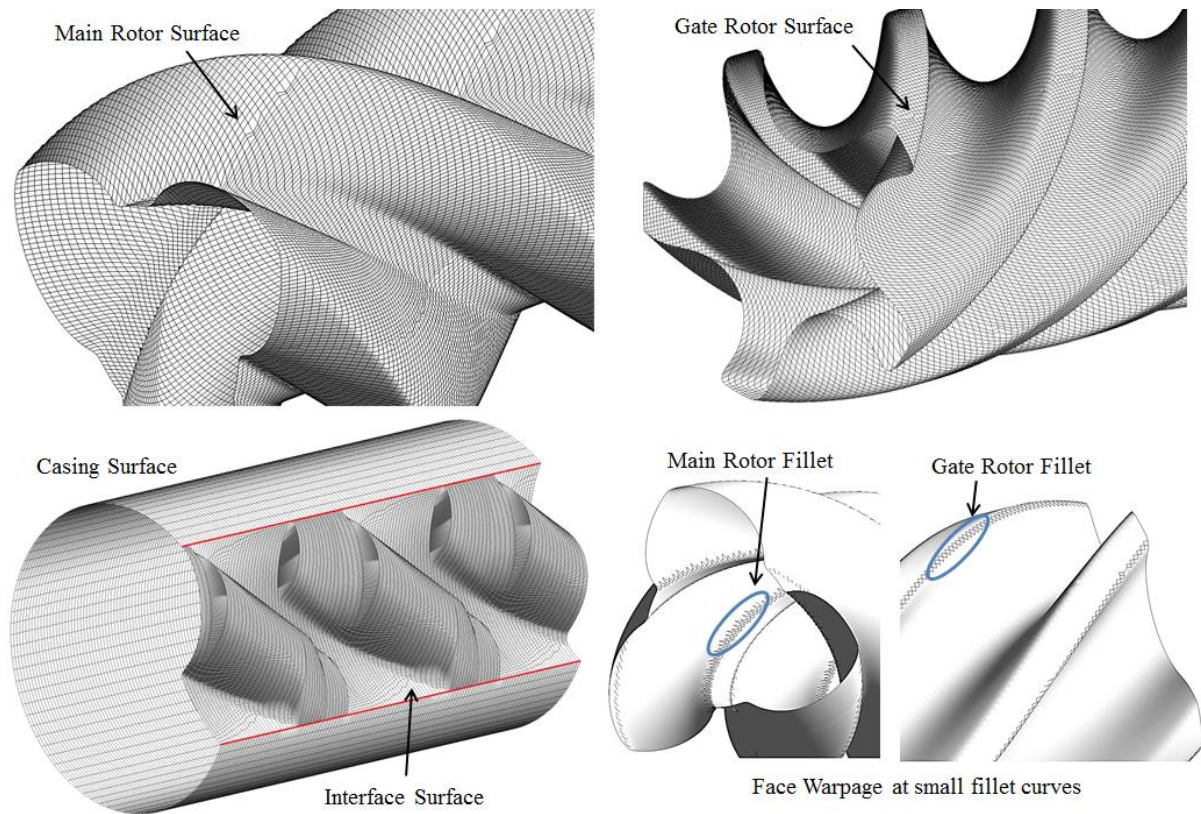 Main Rotor Surface
Gate Rotor Surface
Casing Surface
Interface Surface
Main Rotor Fillet
Gate Rotor Fillet
Face Warpage at small fillet curves